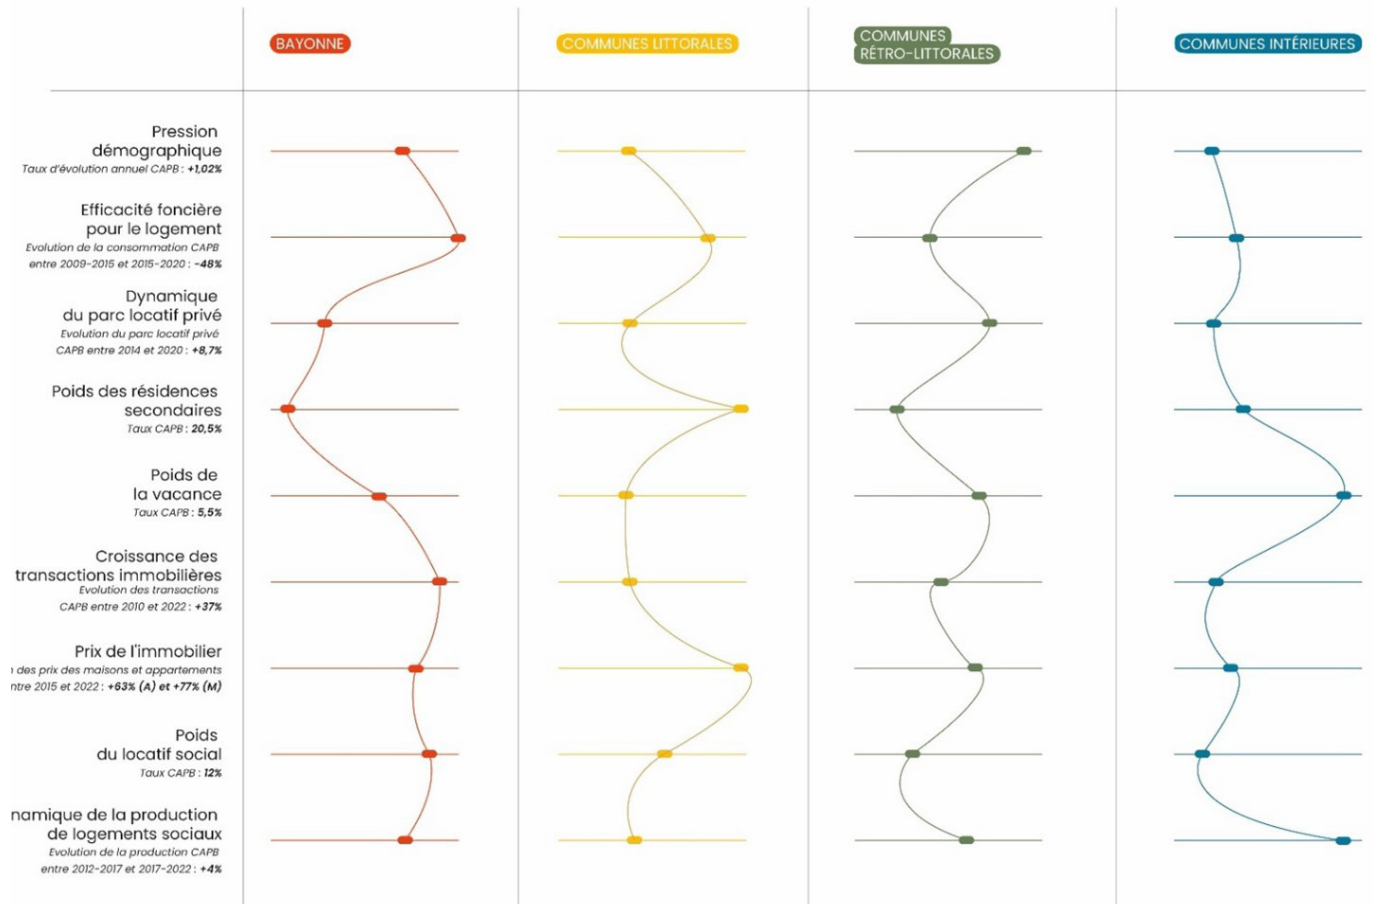 BAYONNE
COMMUNES LITTORALES
COMMUNES
RÉTRO-LITTORALES
COMMUNES INTÉRIEURES
Pression
démographique
Taux d'évolution annuel CAPB : +1,02%
Efficacité foncière
pour le logement
Evolution de la consommation CAPB
entre 2009-2015 et 2015-2020 : -48%
Dynamique
du parc locatif privé
Evolution du parc locatif privé
CAPB entre 2014 et 2020 : +8,7%
Poids des résidences
secondaires
Taux CAPB : 20,5%
Poids de
la vacance
Taux CAPB : 5,5%
Croissance des
transactions immobilières
Evolution des transactions
CAPB entre 2010 et 2022 : +37%
Prix de l'immobilier
des prix des maisons et appartements
ntre 2015 et 2022 : +63% (A) et +77% (M)
Poids
du locatif social
Taux CAPB : 12%
namique de la production
de logements sociaux
Evolution de la production CAPB
entre 2012-2017 et 2017-2022 : +4%